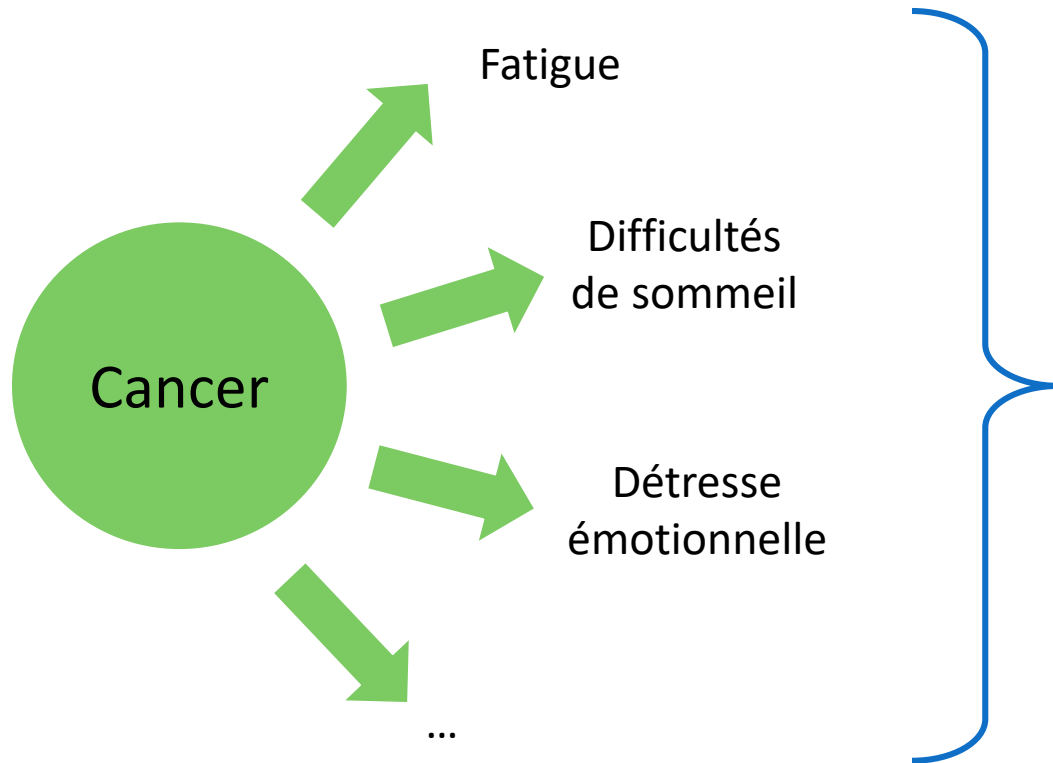 Fatigue
Difficultés
de sommeil
Cancer
Détresse
émotionnelle
...